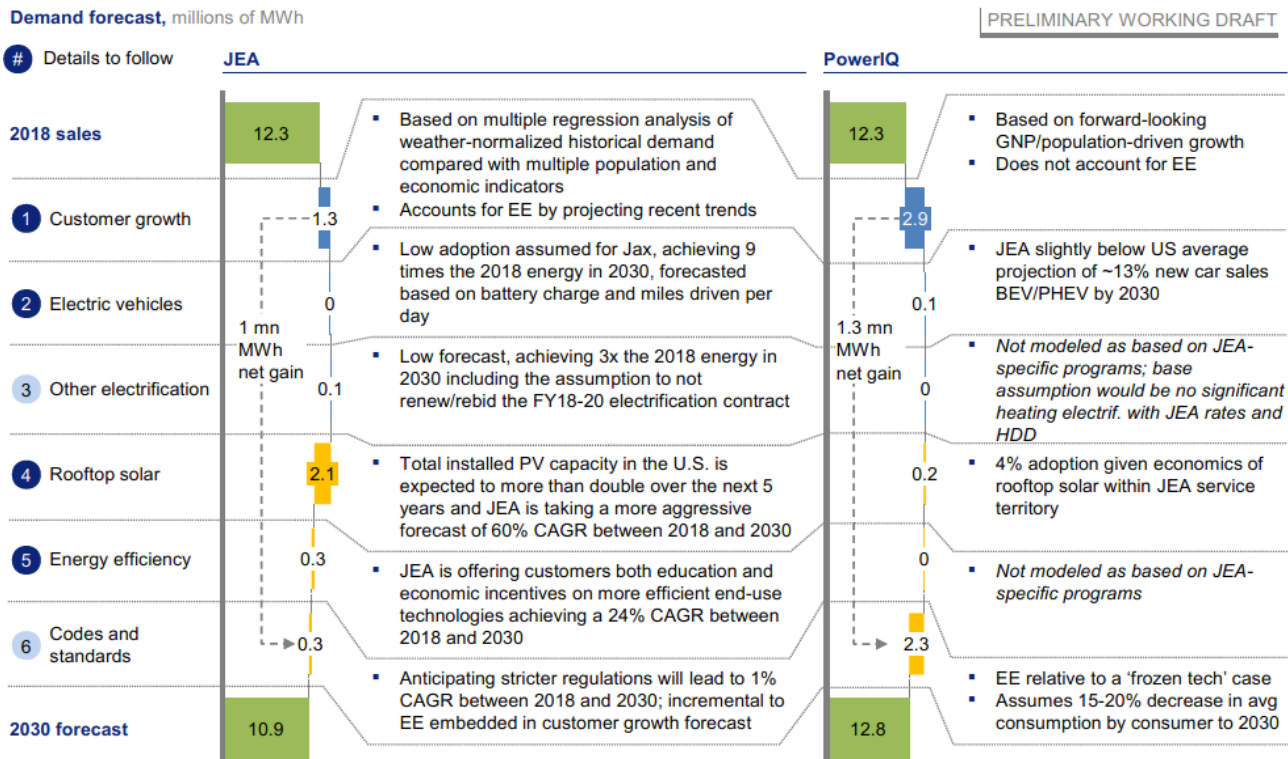 Demand forecast, millions of MWh
PRELIMINARY WORKING DRAFT
# Details to follow
JEA
PowerIQ
2018 sales
12.3
▪ Based on multiple regression analysis of
weather-normalized historical demand
compared with multiple population and
economic indicators
▪ Accounts for EE by projecting recent trends
12.3
▪ Based on forward-looking
GNP/population-driven growth
▪ Does not account for EE
1 Customer growth
1.3
2.9
2 Electric vehicles
0
▪ Low adoption assumed for Jax, achieving 9
times the 2018 energy in 2030, forecasted
based on battery charge and miles driven per
day
0.1
▪ JEA slightly below US average
projection of ~13% new car sales
BEV/PHEV by 2030
1 mn
MWh
net gain
1.3 mn
MWh
net gain
3 Other electrification
0.1
▪ Low forecast, achieving 3x the 2018 energy in
2030 including the assumption to not
renew/rebid the FY18-20 electrification contract
0
▪ Not modeled as based on JEA-
specific programs; base
assumption would be no significant
heating electrif. with JEA rates and
HDD
4 Rooftop solar
2.1
▪ Total installed PV capacity in the U.S. is
expected to more than double over the next 5
years and JEA is taking a more aggressive
forecast of 60% CAGR between 2018 and 2030
0.2
▪ 4% adoption given economics of
rooftop solar within JEA service
territory
5 Energy efficiency
0.3
▪ JEA is offering customers both education and
economic incentives on more efficient end-use
technologies achieving a 24% CAGR between
2018 and 2030
0
▪ Not modeled as based on JEA-
specific programs
6 Codes and
standards
0.3
▪ Anticipating stricter regulations will lead to 1%
CAGR between 2018 and 2030; incremental to
EE embedded in customer growth forecast
2.3
▪ EE relative to a ‘frozen tech’ case
▪ Assumes 15-20% decrease in avg
consumption by consumer to 2030
2030 forecast
10.9
12.8